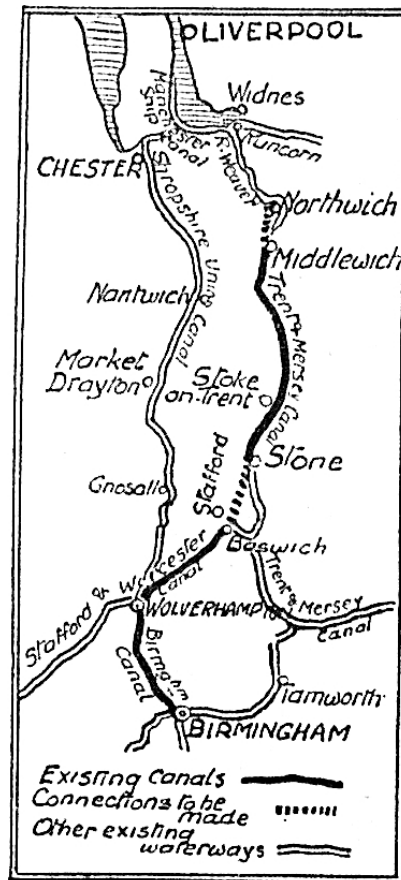 LIVERPOOL
Widnes
Manchester
Ship Canal
Runcorn
R. Weaver
CHESTER
Northwich
Middlewich
Shropshire Union Canal
Nantwich
Trent & Mersey Canal
Market
Drayton
Stoke
on-Trent
Stone
Gnosall
Stafford
Baswich
Stafford & Worcester
Canal
WOLVERHAMPTON
Trent &
Mersey
Canal
Birmghm
Canal
Tamworth
BIRMINGHAM
Existing Canals
Connections to be
made
Other existing
waterways